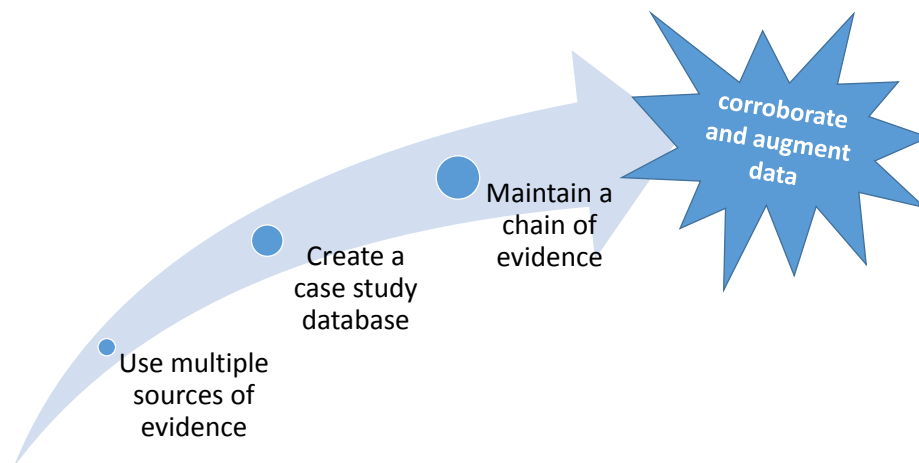 Use multiple
sources of
evidence
Create a
case study
database
Maintain a
chain of
evidence
corroborate
and augment
data